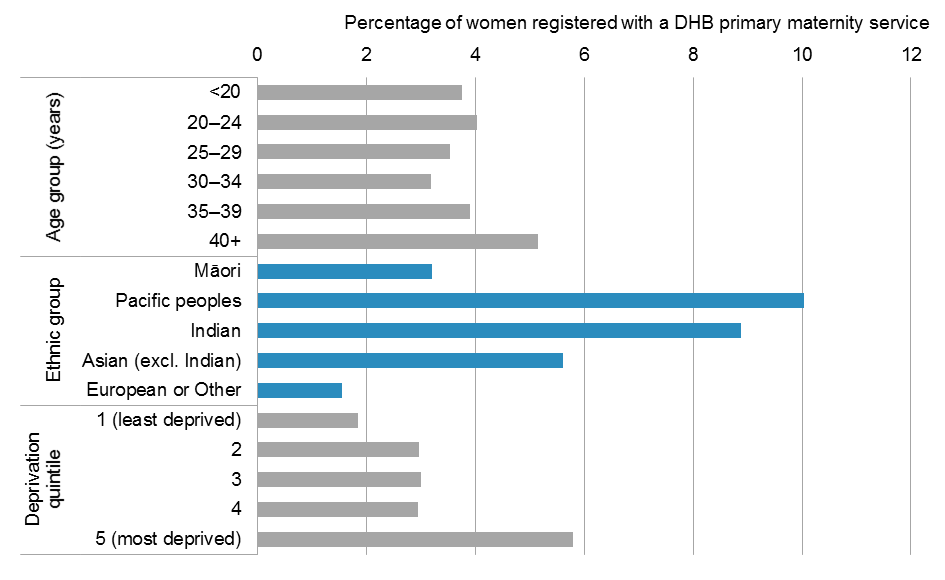 Percentage of women registered with a DHB primary maternity service
0 2 4 6 8 10 12
Age group (years)
<20
20–24
25–29
30–34
35–39
40+
Ethnic group
Māori
Pacific peoples
Indian
Asian (excl. Indian)
European or Other
Deprivation
quintile
1 (least deprived)
2
3
4
5 (most deprived)